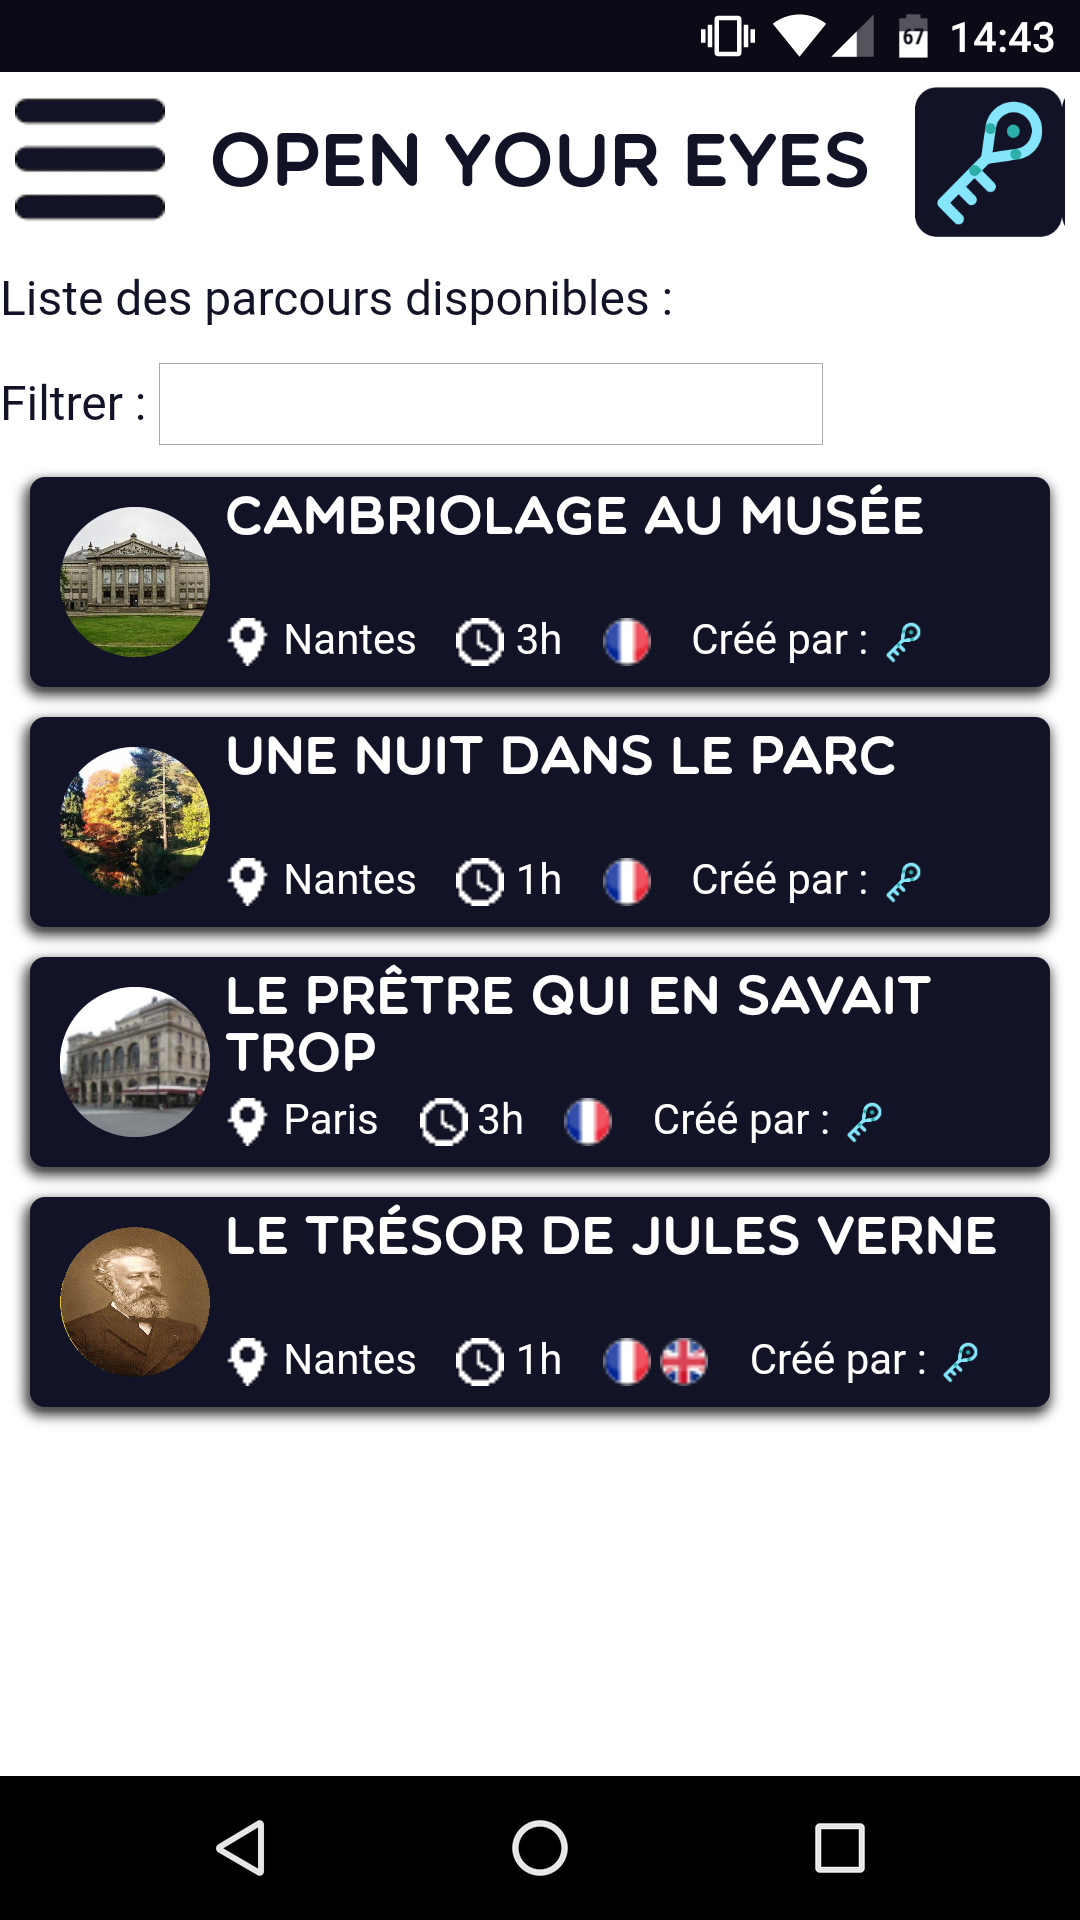 67 14:43
OPEN YOUR EYES
Liste des parcours disponibles :
Filtrer :
CAMBRIOLAGE AU MUSÉE
Nantes 3h Créé par :
UNE NUIT DANS LE PARC
Nantes 1h Créé par :
LE PRÊTRE QUI EN SAVAIT
TROP
Paris 3h Créé par :
LE TRÉSOR DE JULES VERNE
Nantes 1h Créé par :